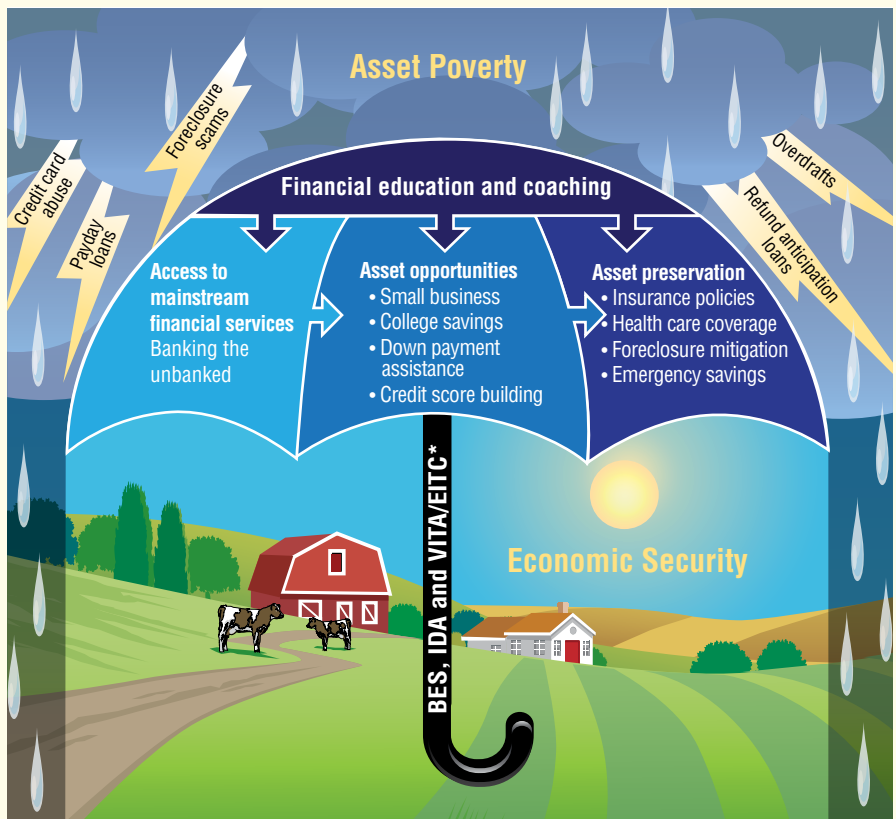 Asset Poverty
Foreclosure
scams
Credit card
abuse
Payday
loans
Overdrafts
Refund anticipation
loans
Financial education and coaching
Access to
mainstream
financial services
Banking the
unbanked
Asset opportunities
• Small business
• College savings
• Down payment
assistance
• Credit score building
Asset preservation
• Insurance policies
• Health care coverage
• Foreclosure mitigation
• Emergency savings
BES, IDA and VITA/EITC*
Economic Security